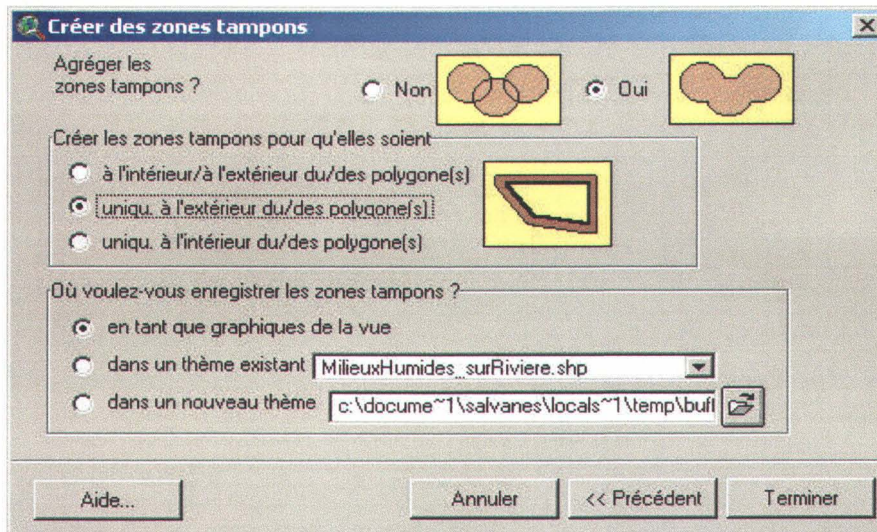 Créer des zones tampons
Agréger les
zones tampons ?
Non
Oui
Créer les zones tampons pour qu'elles soient
à l'intérieur/à l'extérieur du/des polygone(s)
uniqu. à l'extérieur du/des polygone(s)
uniqu. à l'intérieur du/des polygone(s)
Où voulez-vous enregistrer les zones tampons ?
en tant que graphiques de la vue
dans un thème existant MilieuxHumides_surRiviere.shp
dans un nouveau thème c:\docume~1\salvanes\locals~1\temp\buf
Aide... Annuler << Précédent Terminer